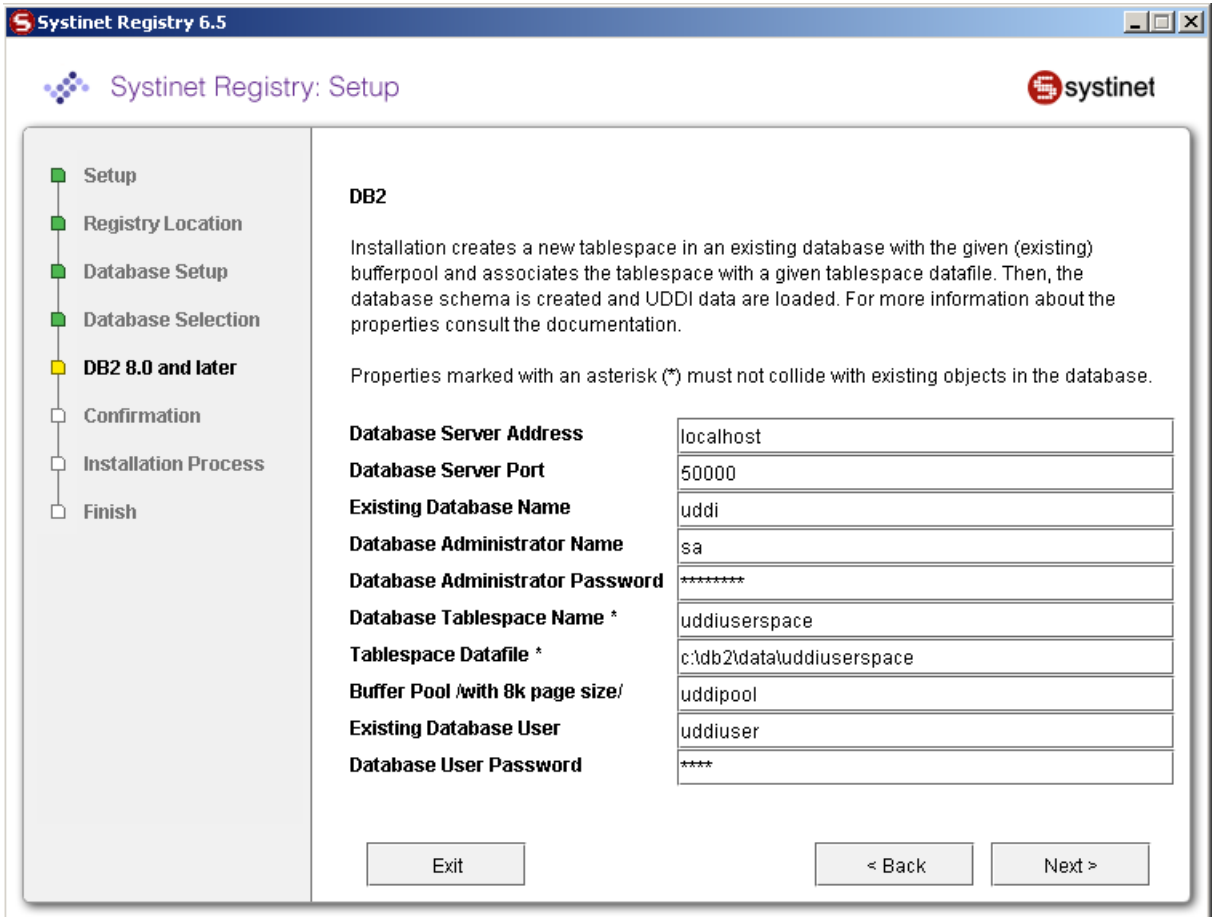 Systinet Registry 6.5
Systinet Registry: Setup
systinet
Setup
Registry Location
Database Setup
Database Selection
DB2 8.0 and later
Confirmation
Installation Process
Finish
DB2
Installation creates a new tablespace in an existing database with the given (existing)
bufferpool and associates the tablespace with a given tablespace datafile. Then, the
database schema is created and UDDI data are loaded. For more information about the
properties consult the documentation.
Properties marked with an asterisk (*) must not collide with existing objects in the database.
Database Server Address localhost
Database Server Port 50000
Existing Database Name uddi
Database Administrator Name sa
Database Administrator Password ********
Database Tablespace Name * uddiuserspace
Tablespace Datafile * c:\db2\data\uddiuserspace
Buffer Pool /with 8k page size/ uddipool
Existing Database User uddiuser
Database User Password ****
Exit < Back Next >